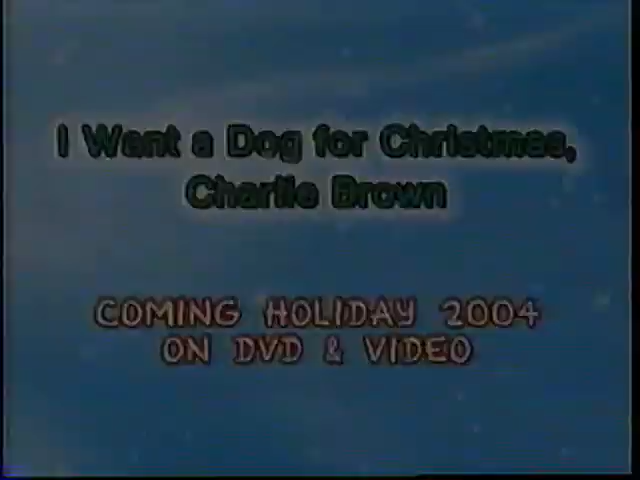 I Want a Dog for Christmas,
Charlie Brown
COMING HOLIDAY 2004
ON DVD & VIDEO